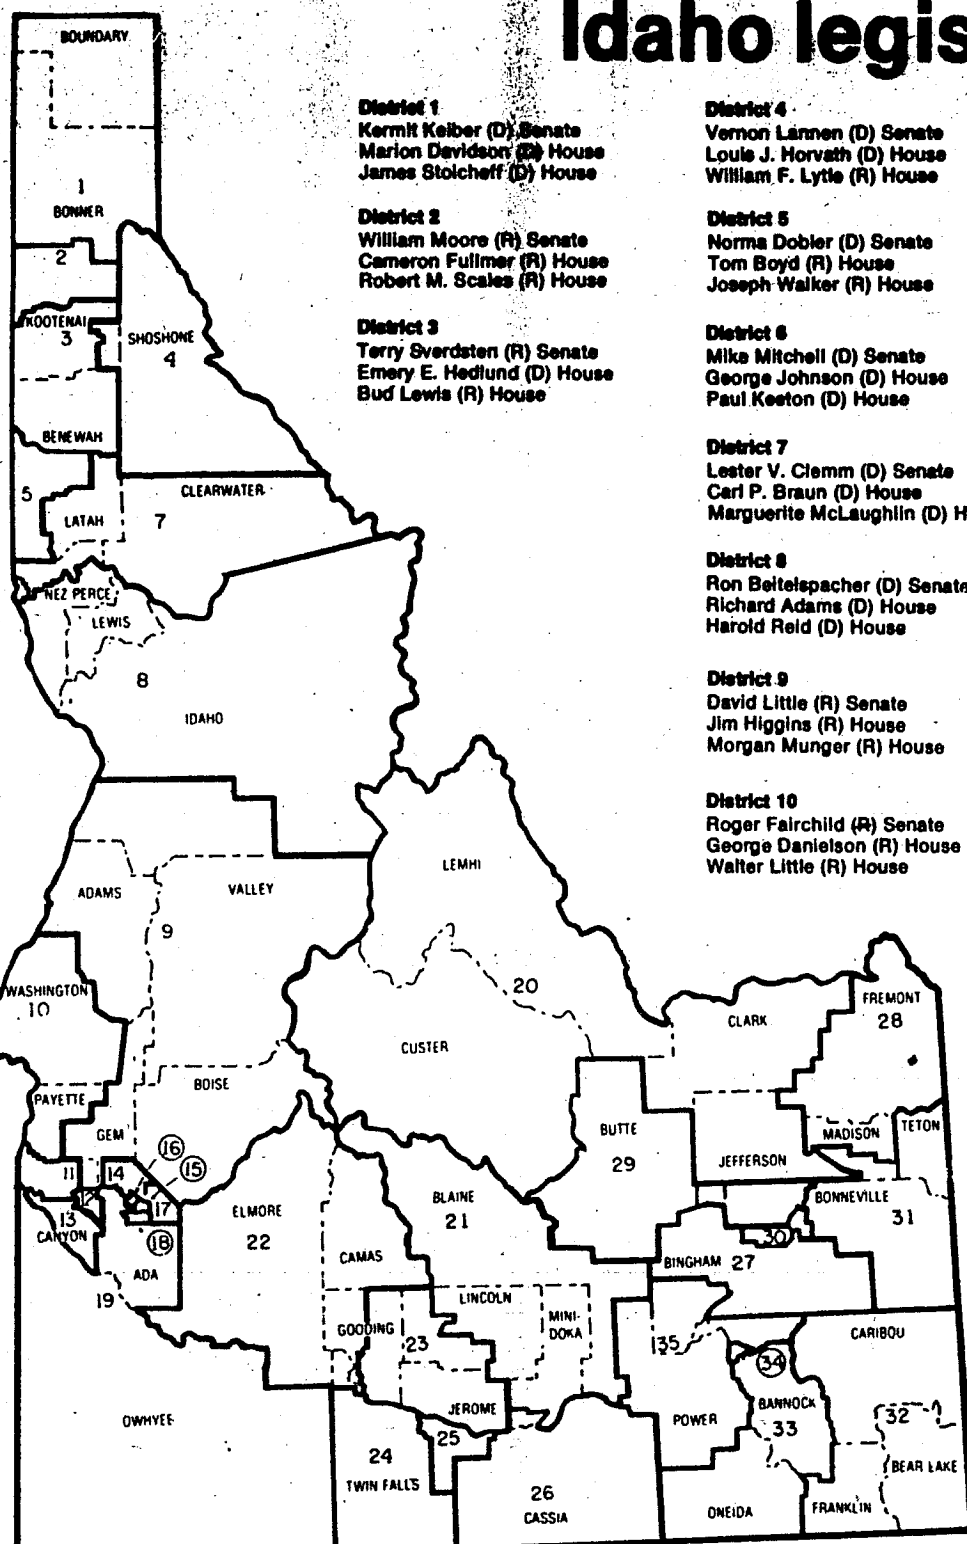 Idaho legis
District 1
Kermit Keiber (D) Senate
Marion Davidson (D) House
James Stoicheff (D) House
District 2
William Moore (R) Senate
Cameron Fullmer (R) House
Robert M. Scales (R) House
District 3
Terry Sverdsten (R) Senate
Emery E. Hedlund (D) House
Bud Lewis (R) House
District 4
Vernon Lannen (D) Senate
Louis J. Horvath (D) House
William F. Lytle (R) House
District 5
Norma Dobler (D) Senate
Tom Boyd (R) House
Joseph Walker (R) House
District 6
Mike Mitchell (D) Senate
George Johnson (D) House
Paul Keeton (D) House
District 7
Lester V. Clemm (D) Senate
Carl P. Braun (D) House
Marguerite McLaughlin (D) H
District 8
Ron Beitelspacher (D) Senate
Richard Adams (D) House
Harold Reid (D) House
District 9
David Little (R) Senate
Jim Higgins (R) House
Morgan Munger (R) House
District 10
Roger Fairchild (R) Senate
George Danielson (R) House
Walter Little (R) House
BOUNDARY
1
BONNER
2
KOOTENAI
3
SHOSHONE
4
BENEWAH
5
CLEARWATER
LATAH
7
NEZ PERCE
LEWIS
8
IDAHO
LEMHI
ADAMS
VALLEY
9
20
WASHINGTON
10
FREMONT
28
CLARK
CUSTER
BOISE
PAYETTE
GEM
BUTTE
29
MADISON
TETON
JEFFERSON
16
15
11
14
12
17
13
CANYON
18
ADA
19
ELMORE
22
BLAINE
21
CAMAS
BONNEVILLE
31
30
BINGHAM 27
LINCOLN
GOODING
23
MINI-
DOKA
35
CARIBOU
34
JEROME
OWHYEE
25
24
TWIN FALLS
POWER
BANNOCK
33
32
BEAR LAKE
26
CASSIA
ONEIDA
FRANKLIN